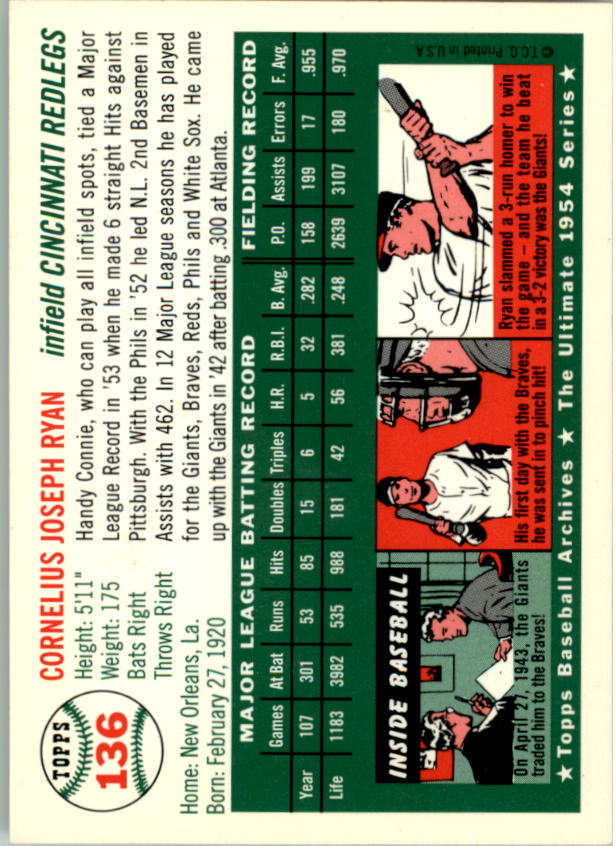 TOPPS
136
CORNELIUS JOSEPH RYAN infield CINCINNATI REDLEGS
Height: 5'11"
Weight: 175
Bats Right
Throws Right
Home: New Orleans, La.
Born: February 27, 1920
Handy Connie, who can play all infield spots, tied a Major
League Record in '53 when he made 6 straight Hits against
Pittsburgh. With the Phils in '52 he led N.L. 2nd Basemen in
Assists with 462. In 12 Major League seasons he has played
for the Giants, Braves, Reds, Phils and White Sox. He came
up with the Giants in '42 after batting .300 at Atlanta.
MAJOR LEAGUE BATTING RECORD FIELDING RECORD
Games At Bat Runs Hits Doubles Triples H.R. R.B.I. B. Avg. P.O. Assists Errors F. Avg.
Year 107 301 53 85 15 6 5 32 .282 158 199 17 .955
Life 1183 3982 535 988 181 42 56 381 .248 2639 3107 180 .970
INSIDE BASEBALL
On April 27, 1943, the Giants
traded him to the Braves!
His first day with the Braves,
he was sent in to pinch hit!
Ryan slammed a 3-run homer to win
the game – and the team he beat
in a 3-2 victory was the Giants!
© T.C.G. Printed in U.S.A.
★ Topps Baseball Archives ★ The Ultimate 1954 Series ★